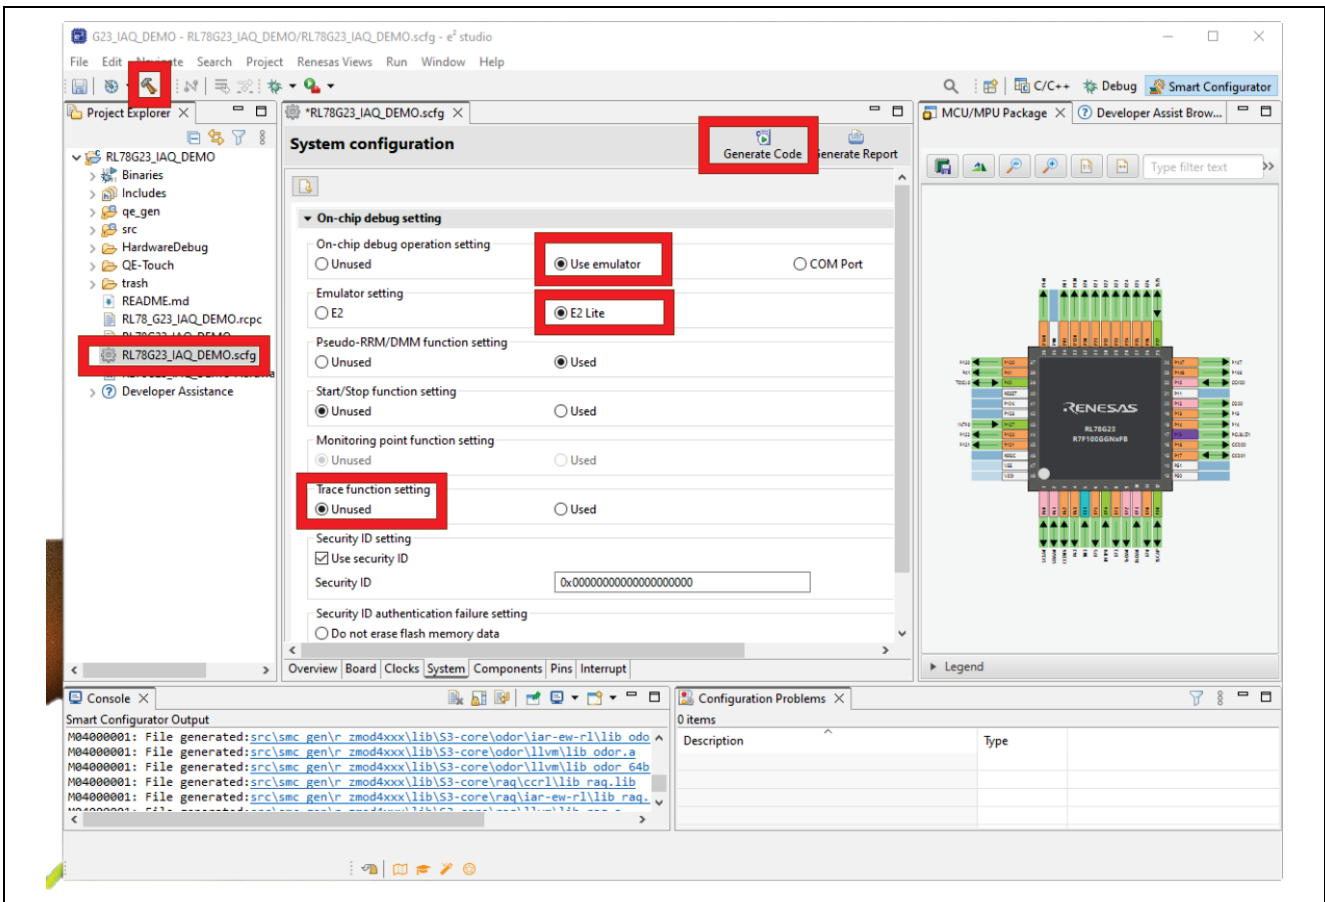 G23_IAQ_DEMO - RL78G23_IAQ_DEMO/RL78G23_IAQ_DEMO.scfg - e² studio
File Edit Navigate Search Project Renesas Views Run Window Help
C/C++ Debug Smart Configurator
Project Explorer
RL78G23_IAQ_DEMO
Binaries
Includes
qe_gen
src
HardwareDebug
QE-Touch
trash
README.md
RL78_G23_IAQ_DEMO.rcpc
RL78G23_IAQ_DEMO.scfg
Developer Assistance
*RL78G23_IAQ_DEMO.scfg
System configuration
Generate Code Generate Report
On-chip debug setting
On-chip debug operation setting
Unused Use emulator COM Port
Emulator setting
E2 E2 Lite
Pseudo-RRM/DMM function setting
Unused Used
Start/Stop function setting
Unused Used
Monitoring point function setting
Unused Used
Trace function setting
Unused Used
Security ID setting
Use security ID
Security ID 0x00000000000000000000
Security ID authentication failure setting
Do not erase flash memory data
Overview Board Clocks System Components Pins Interrupt
MCU/MPU Package Developer Assist Brow...
Type filter text
RENESAS
RL78G23
R7F100GGNxFB
Legend
Console
Smart Configurator Output
M04000001: File generated:src\smc_gen\r_zmod4xxx\lib\S3-core\odor\iar-ew-rl\lib_odo
M04000001: File generated:src\smc_gen\r_zmod4xxx\lib\S3-core\odor\llvm\lib_odor.a
M04000001: File generated:src\smc_gen\r_zmod4xxx\lib\S3-core\odor\llvm\lib_odor_64b
M04000001: File generated:src\smc_gen\r_zmod4xxx\lib\S3-core\raq\ccrl\lib_raq.lib
M04000001: File generated:src\smc_gen\r_zmod4xxx\lib\S3-core\raq\iar-ew-rl\lib_raq.
Configuration Problems
0 items
Description Type